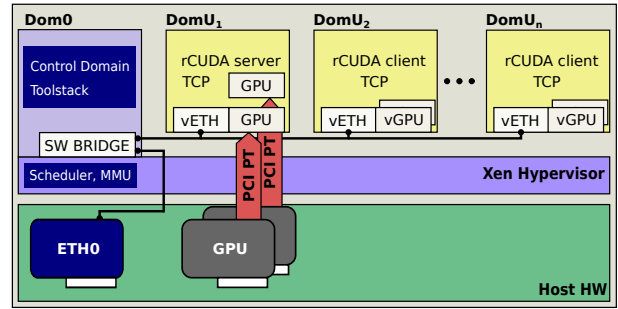 Dom0
DomU1
DomU2
DomUn
Control Domain
Toolstack
rCUDA server
TCP
GPU
vETH
GPU
rCUDA client
TCP
vETH
vGPU
•••
rCUDA client
TCP
vETH
vGPU
SW BRIDGE
Scheduler, MMU
PCI PT
PCI PT
Xen Hypervisor
ETH0
GPU
Host HW